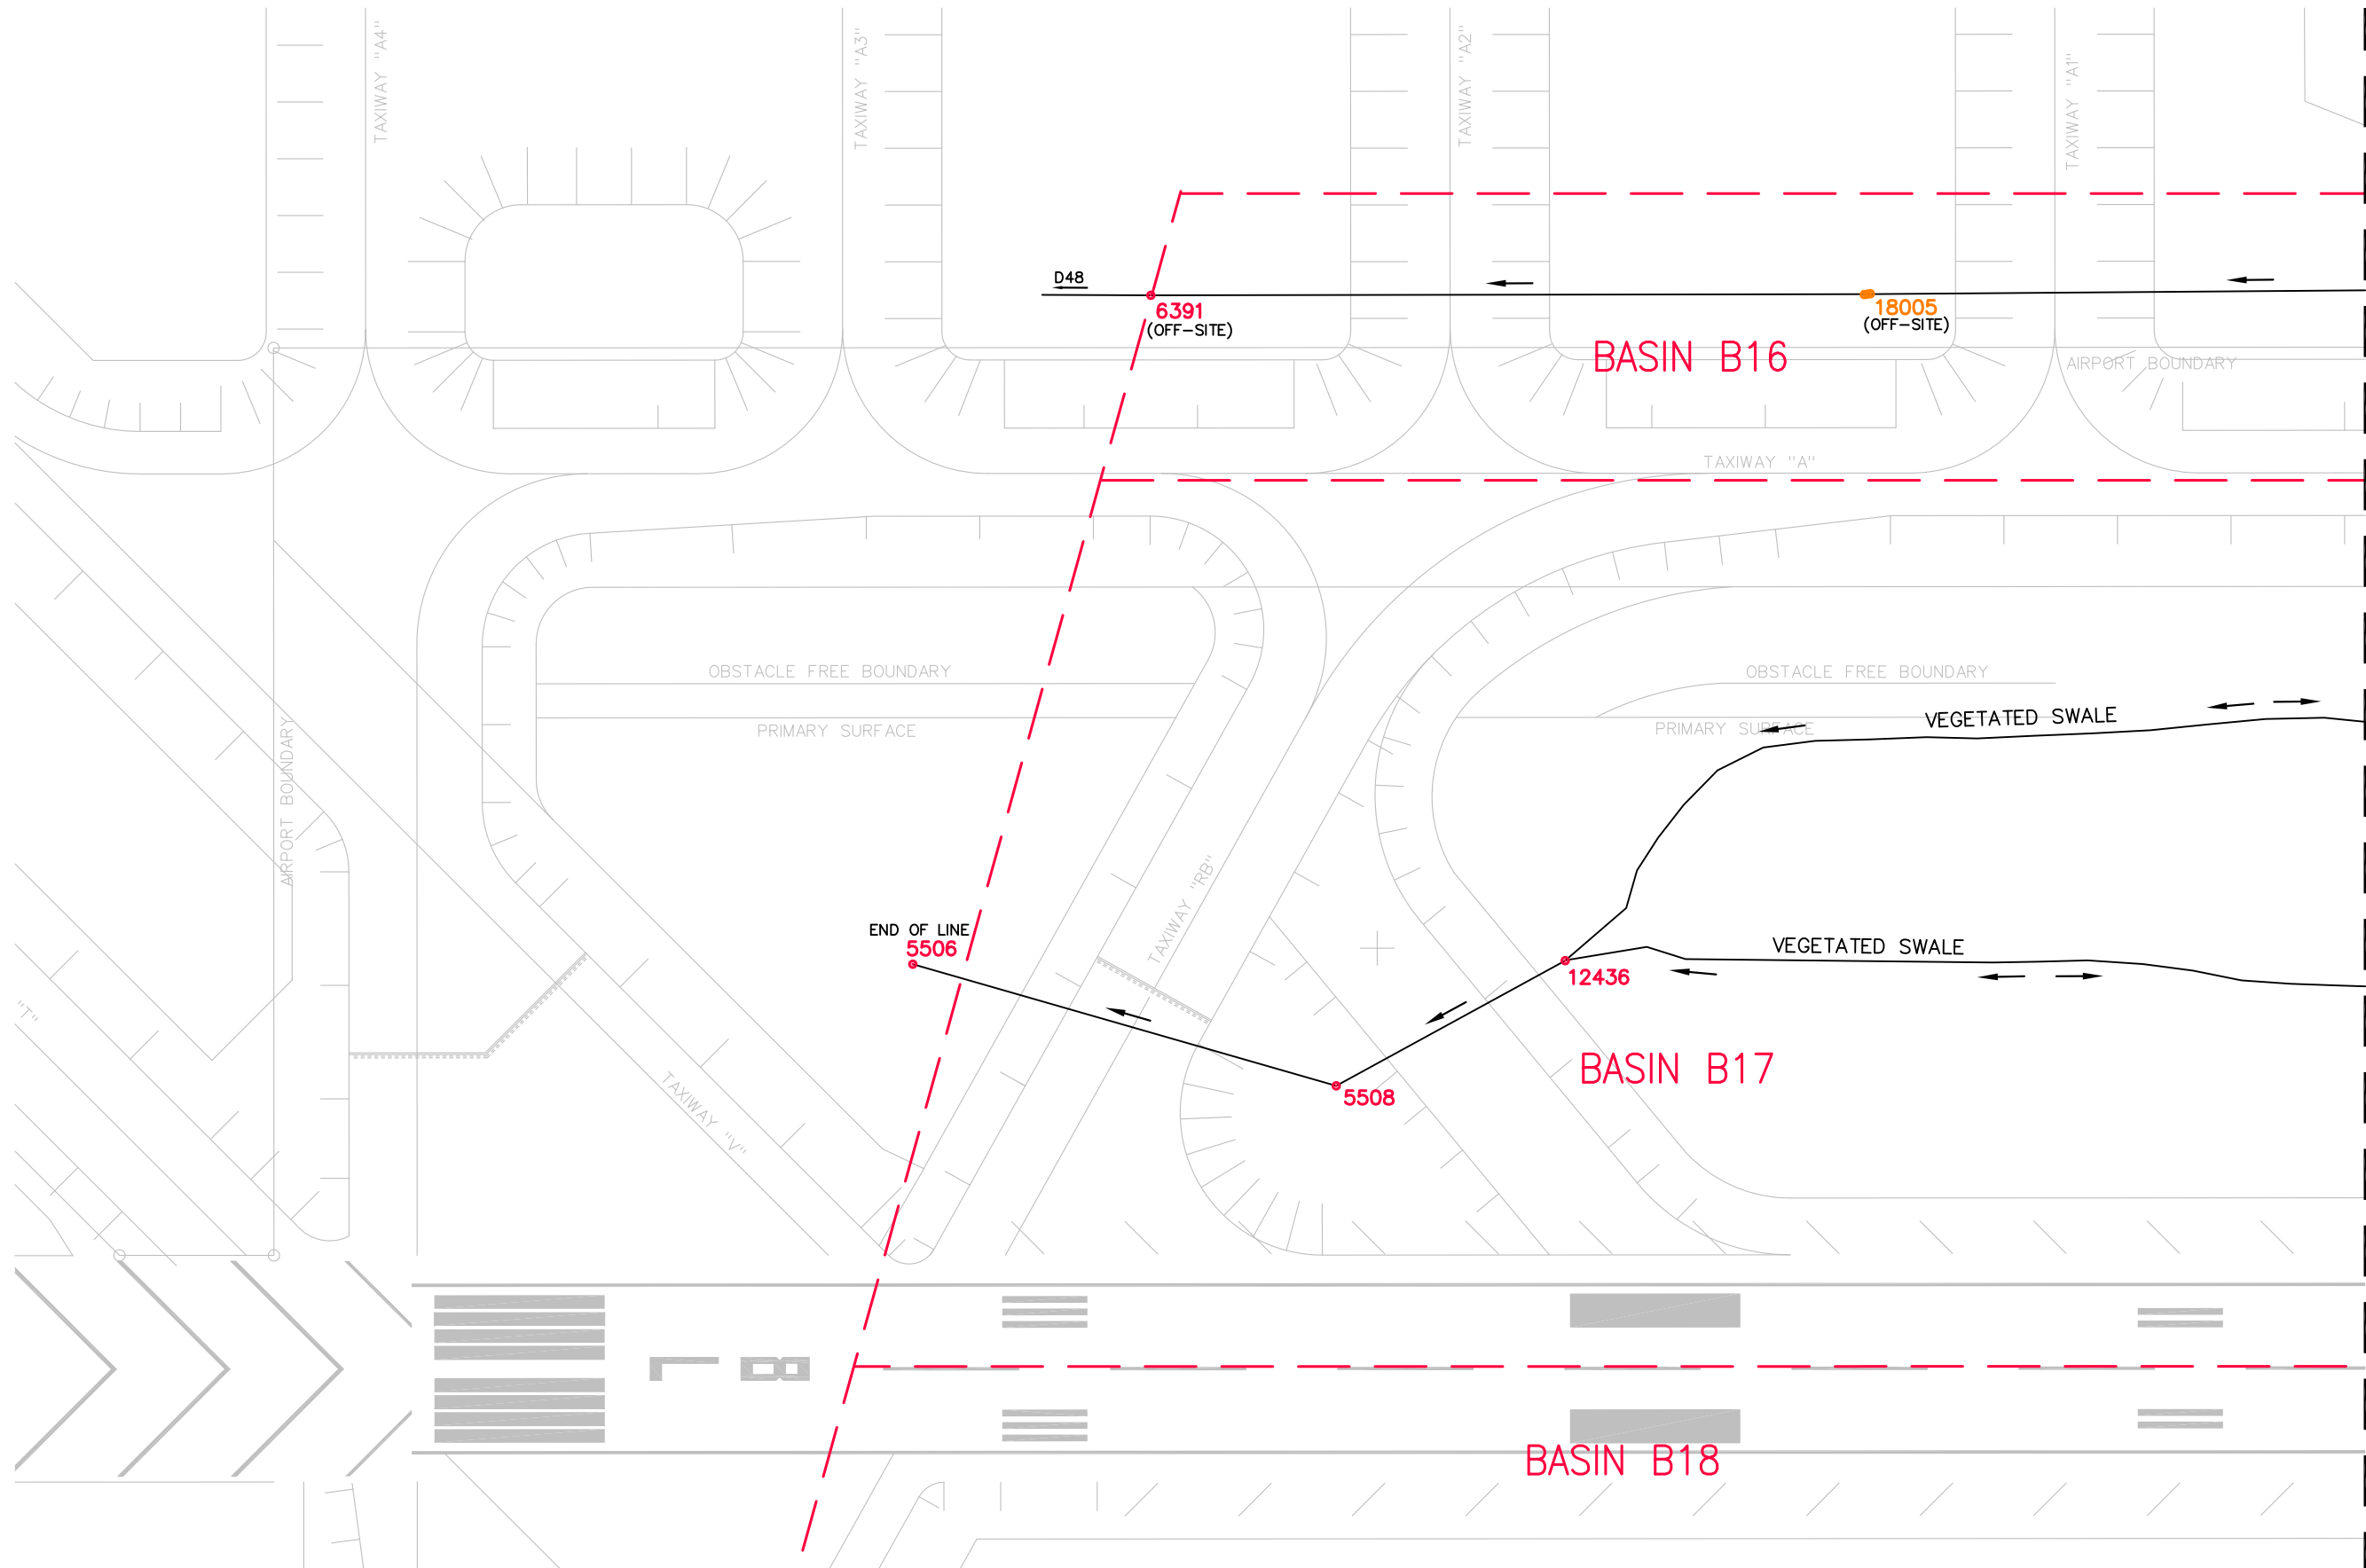 TAXIWAY "A4"
TAXIWAY "A3"
TAXIWAY "A2"
TAXIWAY "A1"
D48
6391
(OFF-SITE)
18005
(OFF-SITE)
BASIN B16
AIRPORT BOUNDARY
TAXIWAY "A"
OBSTACLE FREE BOUNDARY
OBSTACLE FREE BOUNDARY
PRIMARY SURFACE
PRIMARY SURFACE
VEGETATED SWALE
AIRPORT BOUNDARY
TAXIWAY "RB"
END OF LINE
5506
VEGETATED SWALE
12436
"T"
BASIN B17
5508
TAXIWAY "V"
BASIN B18